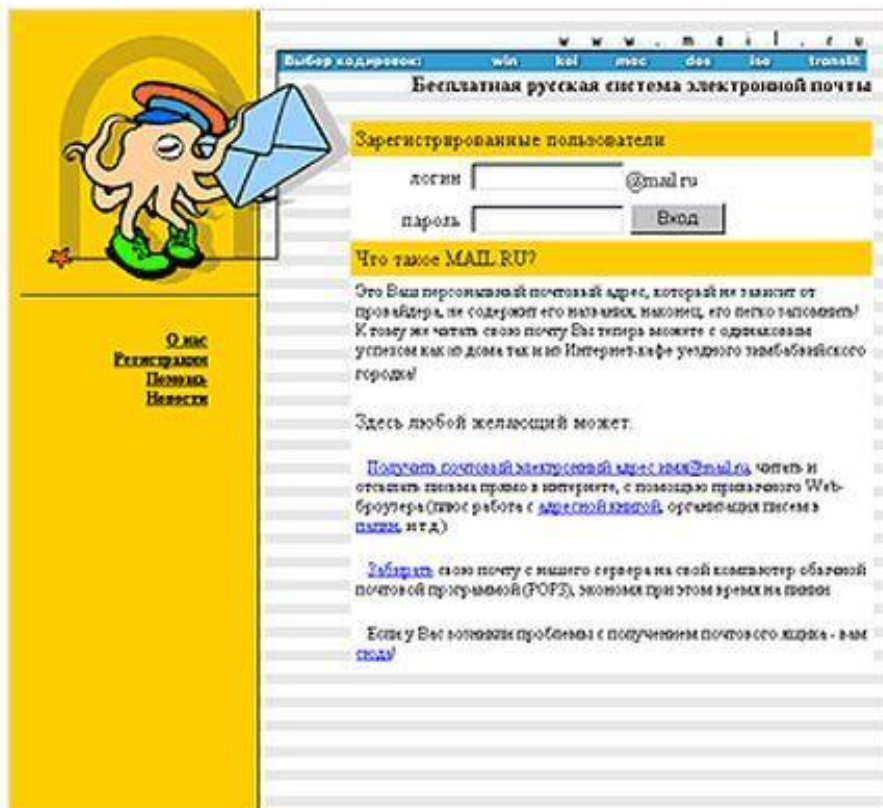 www.mail.ru
Выбор кодировок: win koi mac dos iso translit
Бесплатная русская система электронной почты
Зарегистрированные пользователи
логин @mail.ru
пароль Вход
Что такое MAIL.RU?
Это Ваш персональный почтовый адрес, который не зависит от
провайдера, не содержит его названия, наконец, его легко запомнить!
К тому же читать свою почту Вы теперь можете с одинаковым
успехом как из дома так и из Интернет-кафе уездного зимбабвийского
городка!
О нас
Регистрация
Помощь
Новости
Здесь любой желающий может:
Получить почтовый электронный адрес имя@mail.ru, читать и
отсылать письма прямо в интернете, с помощью привычного Web-
броузера (плюс работа с адресной книгой, организация писем в
папки, и т.д.)
Забирать свою почту с нашего сервера на свой компьютер обычной
почтовой программой (POP3), экономя при этом время на линии
Если у Вас возникли проблемы с получением почтового ящика - вам
сюда!